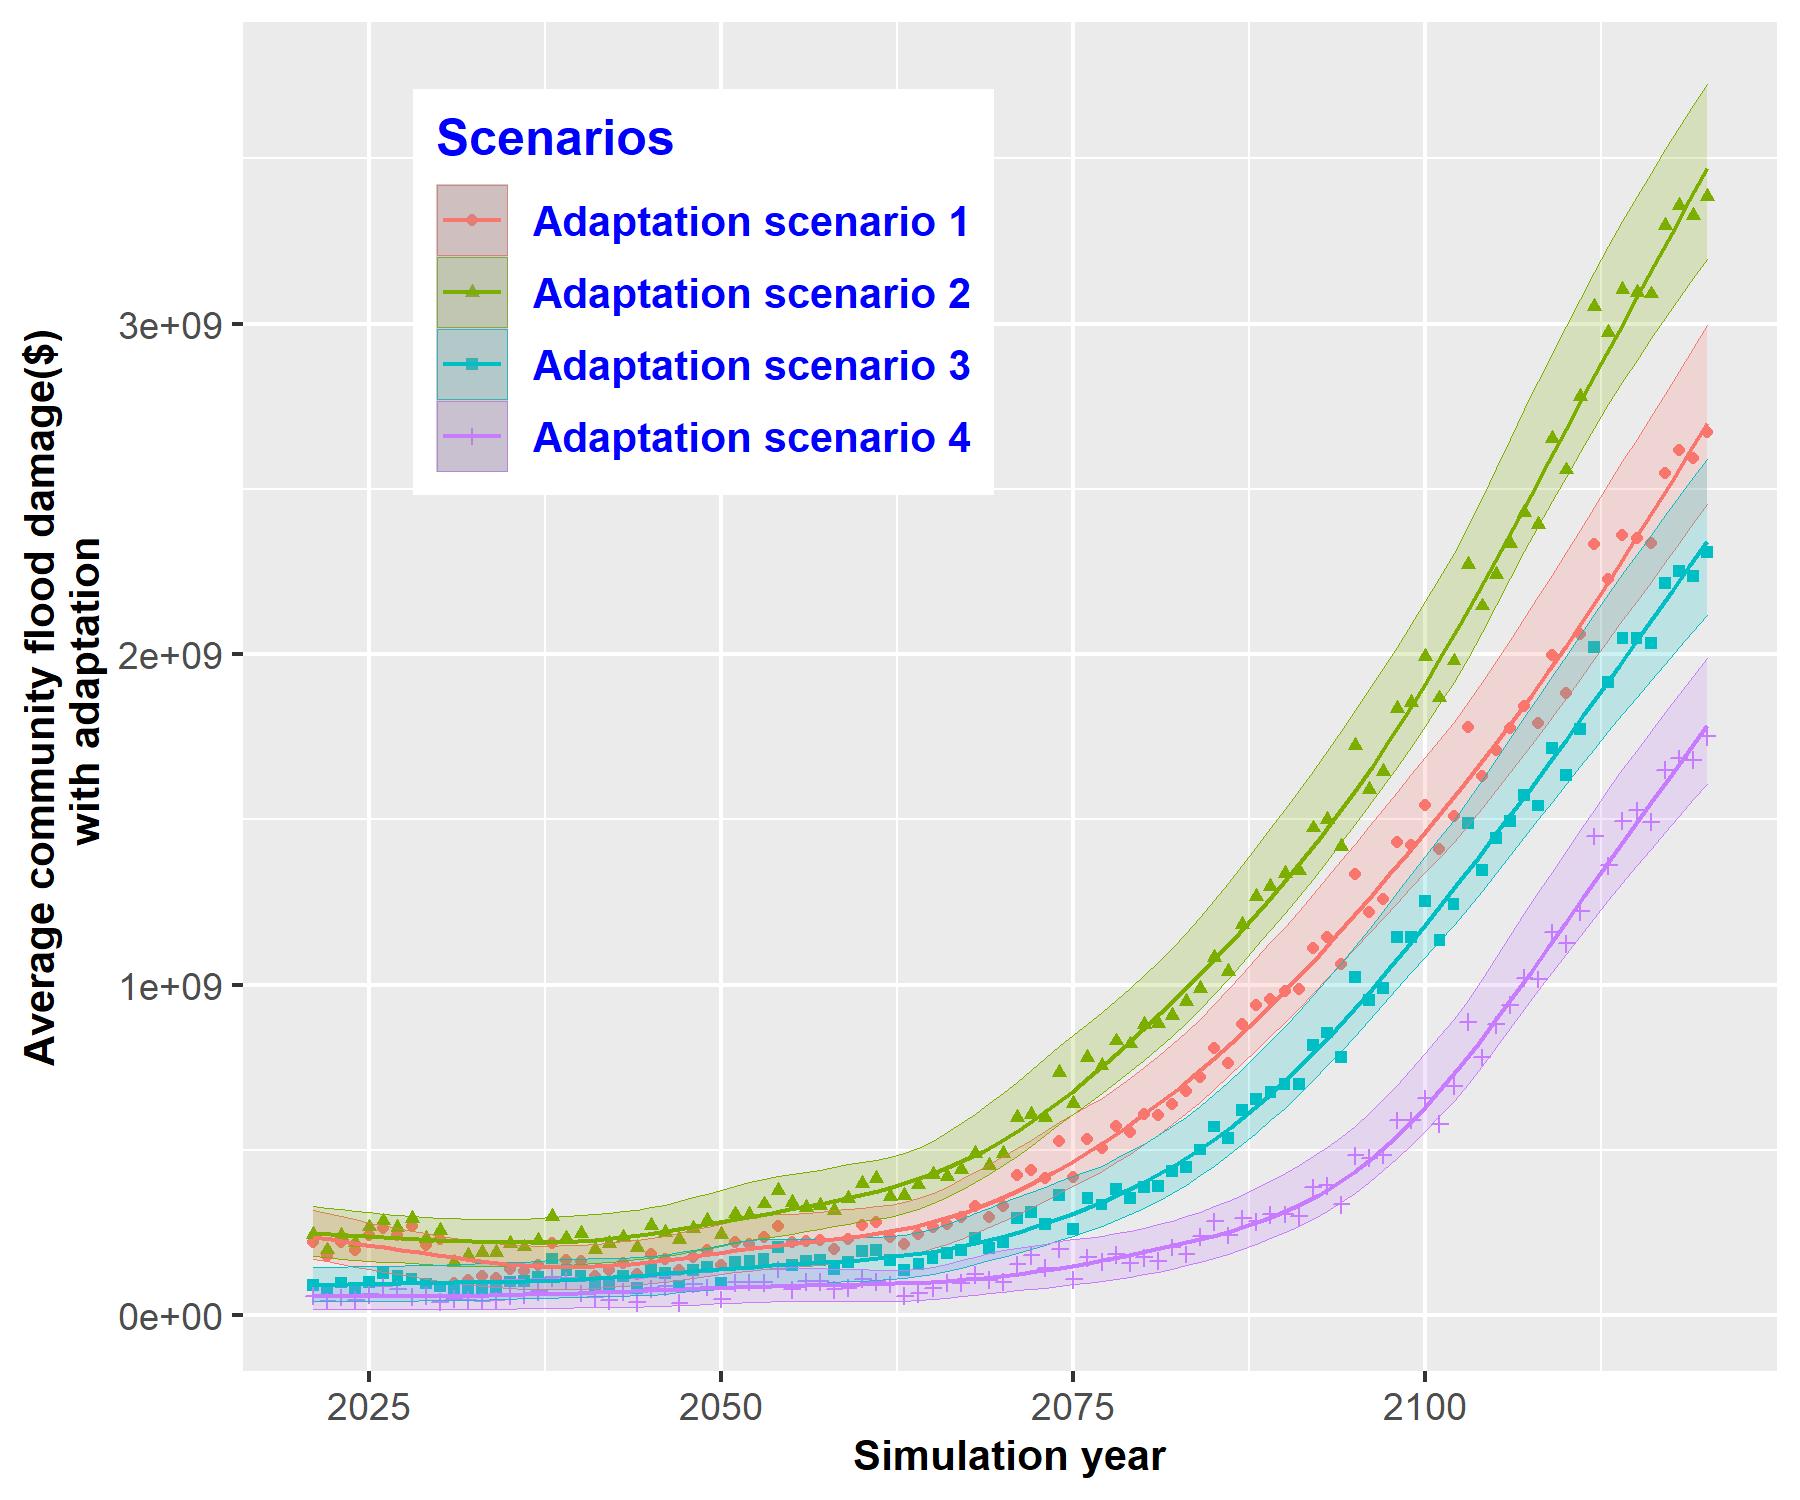 Scenarios
Adaptation scenario 1
Adaptation scenario 2
Adaptation scenario 3
Adaptation scenario 4
Average community flood damage($)
with adaptation
3e+09
2e+09
1e+09
0e+00
2025
2050
2075
2100
Simulation year